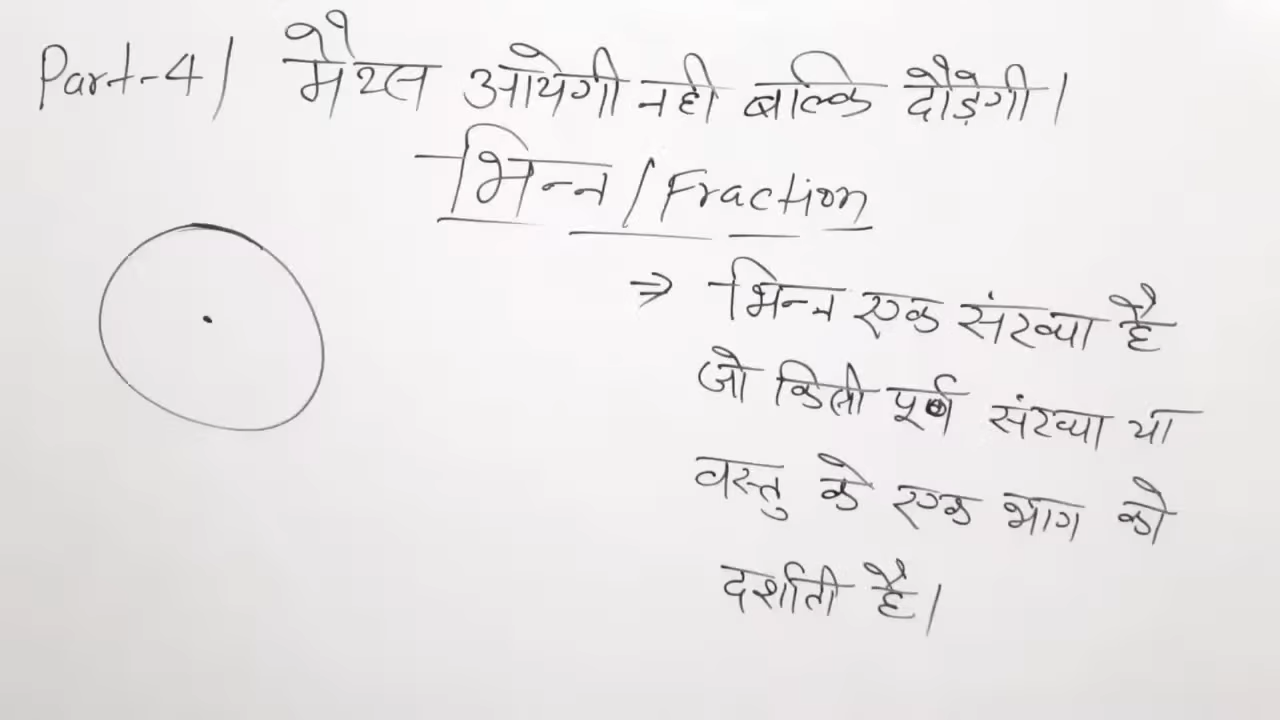 Part-4/ मैथ्स आयेगी नही बल्कि दौड़ेगी।
भिन्न / Fraction
⇒ भिन्न एक संख्या है
जो किसी पूर्ण संख्या या
वस्तु के एक भाग को
दर्शाती है।